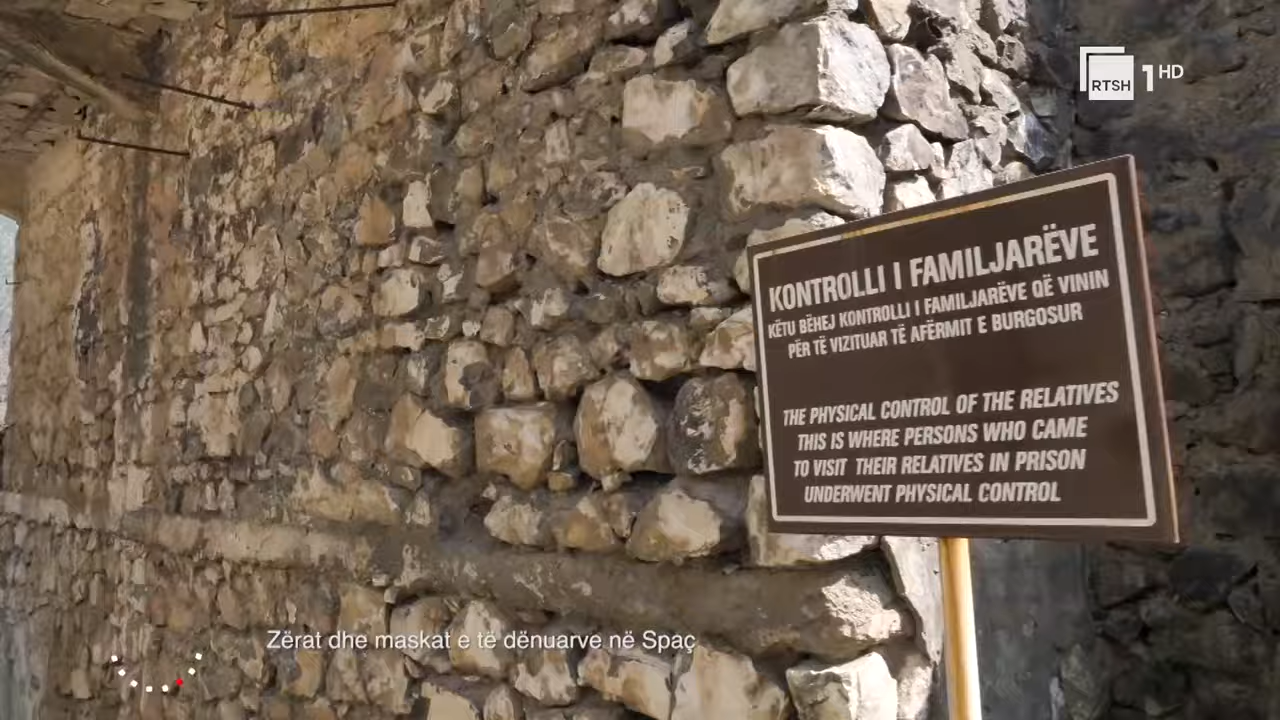 RTSH 1 HD
KONTROLLI I FAMILJARËVE
KËTU BËHEJ KONTROLLI I FAMILJARËVE QË VININ
PËR TË VIZITUAR TË AFËRMIT E BURGOSUR
THE PHYSICAL CONTROL OF THE RELATIVES
THIS IS WHERE PERSONS WHO CAME
TO VISIT THEIR RELATIVES IN PRISON
UNDERWENT PHYSICAL CONTROL
Zërat dhe maskat e të dënuarve në Spaç